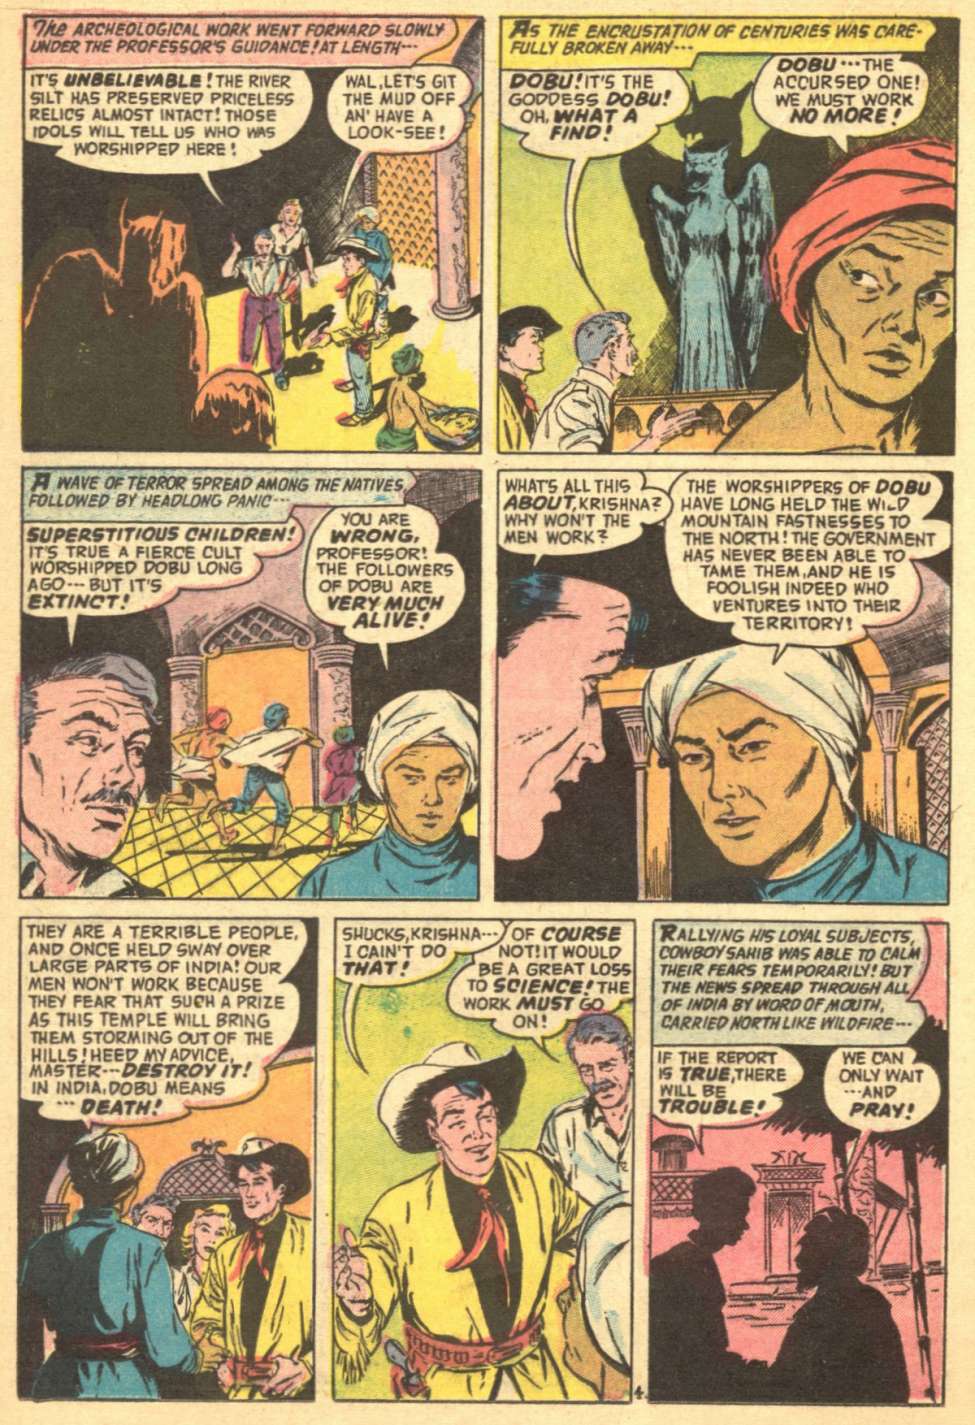 The ARCHEOLOGICAL WORK WENT FORWARD SLOWLY
UNDER THE PROFESSOR'S GUIDANCE! AT LENGTH---
IT'S UNBELIEVABLE! THE RIVER
SILT HAS PRESERVED PRICELESS
RELICS ALMOST INTACT! THOSE
IDOLS WILL TELL US WHO WAS
WORSHIPPED HERE!
WAL, LET'S GIT
THE MUD OFF
AN' HAVE A
LOOK-SEE!
AS THE ENCRUSTATION OF CENTURIES WAS CARE-
FULLY BROKEN AWAY---
DOBU! IT'S THE
GODDESS DOBU!
OH, WHAT A
FIND!
DOBU---THE
ACCURSED ONE!
WE MUST WORK
NO MORE!
A WAVE OF TERROR SPREAD AMONG THE NATIVES,
FOLLOWED BY HEADLONG PANIC---
SUPERSTITIOUS CHILDREN!
IT'S TRUE A FIERCE CULT
WORSHIPPED DOBU LONG
AGO---BUT IT'S
EXTINCT!
YOU ARE
WRONG,
PROFESSOR!
THE FOLLOWERS
OF DOBU ARE
VERY MUCH
ALIVE!
WHAT'S ALL THIS
ABOUT, KRISHNA?
WHY WON'T THE
MEN WORK?
THE WORSHIPPERS OF DOBU
HAVE LONG HELD THE WILD
MOUNTAIN FASTNESSES TO
THE NORTH! THE GOVERNMENT
HAS NEVER BEEN ABLE TO
TAME THEM, AND HE IS
FOOLISH INDEED WHO
VENTURES INTO THEIR
TERRITORY!
THEY ARE A TERRIBLE PEOPLE,
AND ONCE HELD SWAY OVER
LARGE PARTS OF INDIA! OUR
MEN WON'T WORK BECAUSE
THEY FEAR THAT SUCH A PRIZE
AS THIS TEMPLE WILL BRING
THEM STORMING OUT OF THE
HILLS! HEED MY ADVICE,
MASTER---DESTROY IT!
IN INDIA, DOBU MEANS
---DEATH!
SHUCKS, KRISHNA---
I CAIN'T DO
THAT!
OF COURSE
NOT! IT WOULD
BE A GREAT LOSS
TO SCIENCE! THE
WORK MUST GO
ON!
RALLYING HIS LOYAL SUBJECTS,
COWBOY SAHIB WAS ABLE TO CALM
THEIR FEARS TEMPORARILY! BUT
THE NEWS SPREAD THROUGH ALL
OF INDIA BY WORD OF MOUTH,
CARRIED NORTH LIKE WILDFIRE---
IF THE REPORT
IS TRUE, THERE
WILL BE
TROUBLE!
WE CAN
ONLY WAIT
---AND
PRAY!
4